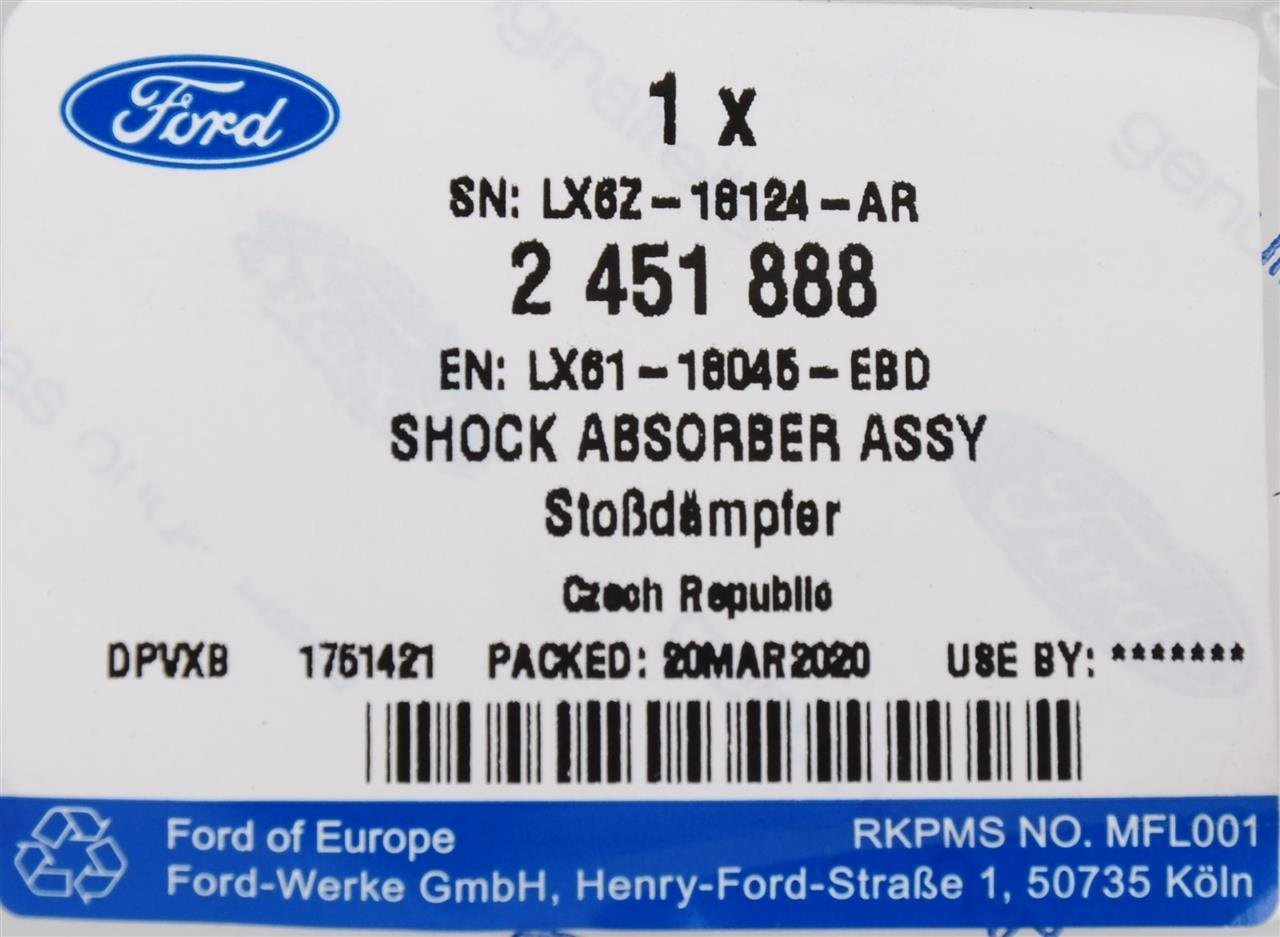 Ford
1 x
SN: LX6Z-18124-AR
2 451 888
EN: LX61-18045-EBD
SHOCK ABSORBER ASSY
Stoßdämpfer
Czech Republic
DPVXB 1761421 PACKED: 20MAR2020 USE BY: *******
Ford of Europe RKPMS NO. MFL001
Ford-Werke GmbH, Henry-Ford-Straße 1, 50735 Köln